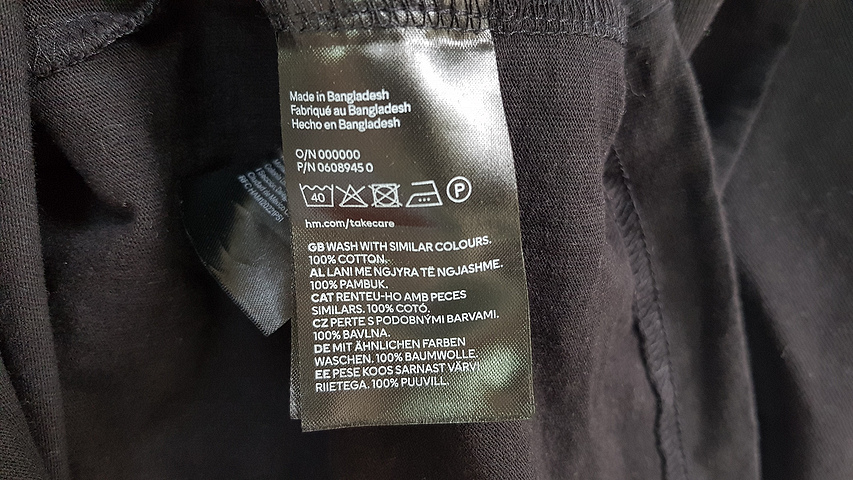 Made in Bangladesh
Fabriqué au Bangladesh
Hecho en Bangladesh
O/N 000000
P/N 0608945 0
40 P
hm.com/takecare
GB WASH WITH SIMILAR COLOURS.
100% COTTON.
AL LANI ME NGJYRA TË NGJASHME.
100% PAMBUK.
CAT RENTEU-HO AMB PECES
SIMILARS. 100% COTÓ.
CZ PERTE S PODOBNÝMI BARVAMI.
100% BAVLNA.
DE MIT ÄHNLICHEN FARBEN
WASCHEN. 100% BAUMWOLLE.
EE PESE KOOS SARNAST VÄRVI
RIIETEGA. 100% PUUVILL.